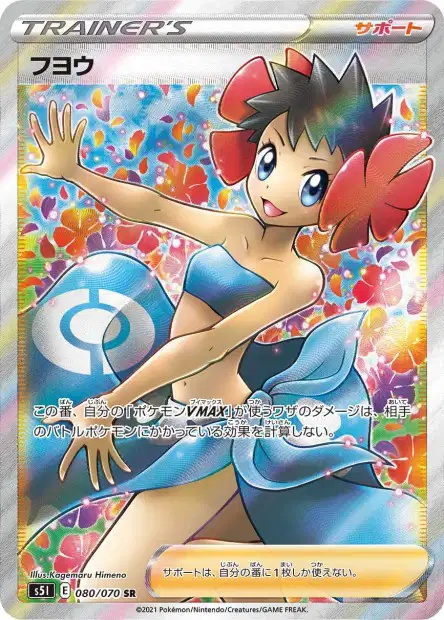 TRAINER'S サポート
フヨウ
この番、自分の「ポケモンVMAX」が使うワザのダメージは、相手
のバトルポケモンにかかっている効果を計算しない。
Illus. Kagemaru Himeno
サポートは、自分の番に1枚しか使えない。
s5I E 080/070 SR
©2021 Pokémon/Nintendo/Creatures/GAME FREAK.